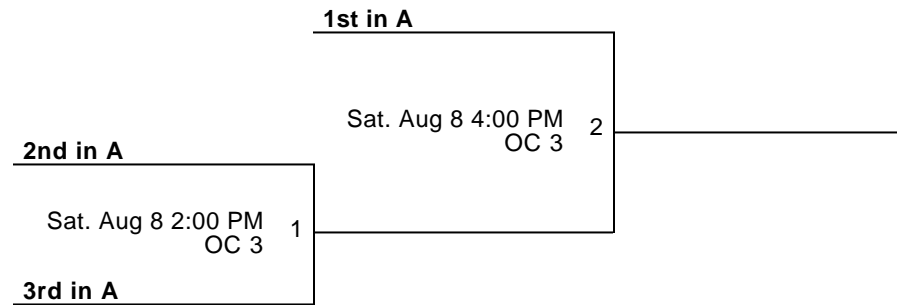 1st in A
Sat. Aug 8 4:00 PM
OC 3
2
2nd in A
Sat. Aug 8 2:00 PM
OC 3
1
3rd in A